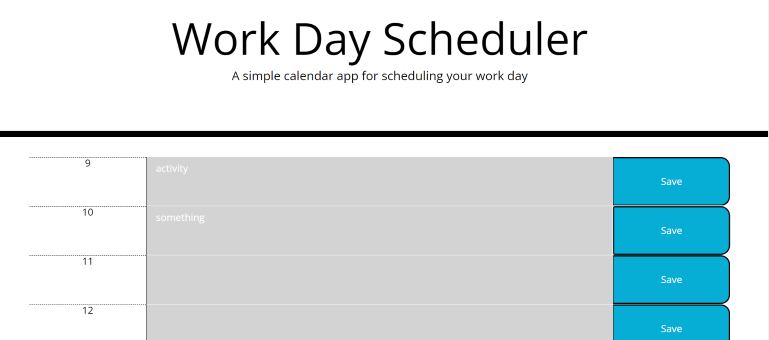 Work Day Scheduler
A simple calendar app for scheduling your work day
9
activity
Save
10
something
Save
11
Save
12
Save